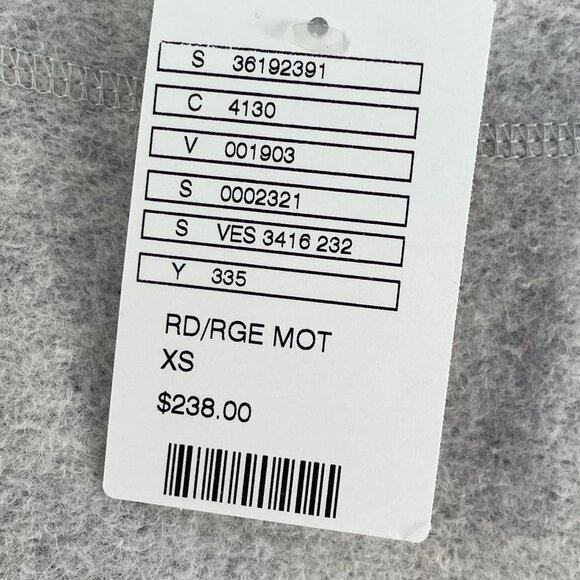 S 36192391
C 4130
V 001903
S 0002321
S VES 3416 232
Y 335
RD/RGE MOT
XS
$238.00